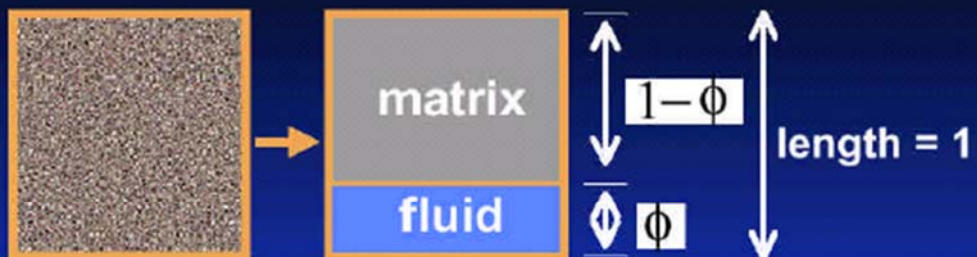 matrix
1-ϕ
length = 1
fluid
ϕ